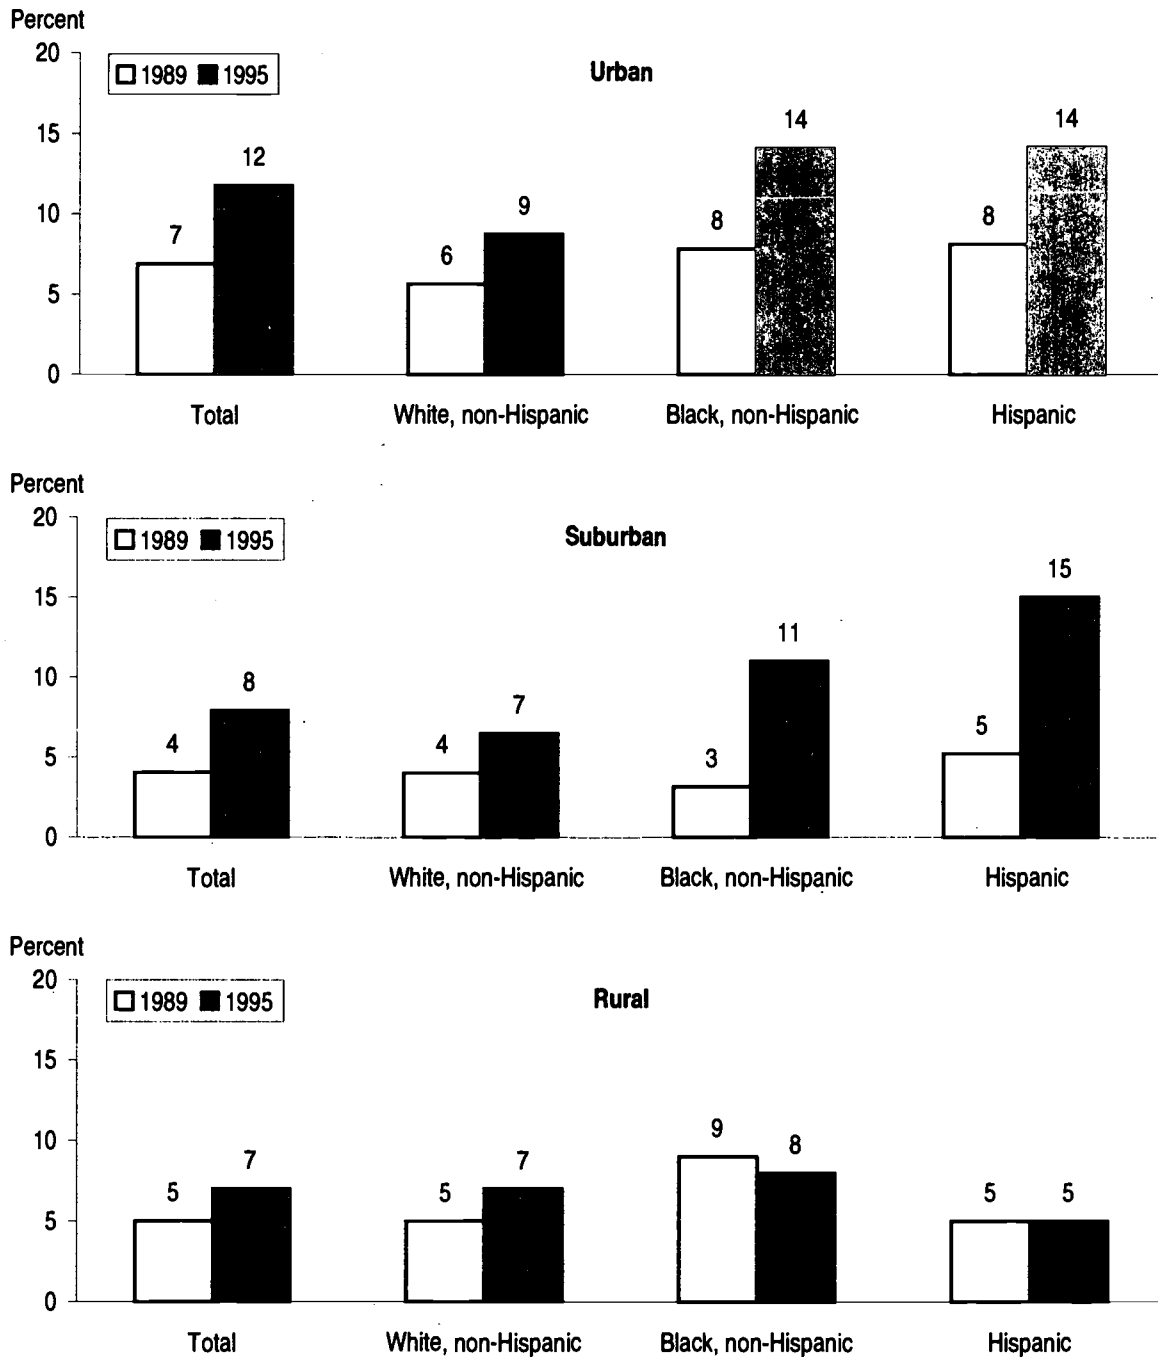 Percent
20
1989 1995
Urban
15
14
14
12
10
9
8
8
7
6
5
0
Total
White, non-Hispanic
Black, non-Hispanic
Hispanic
Percent
20
1989 1995
Suburban
15
15
11
10
8
7
5
5
4
4
3
0
Total
White, non-Hispanic
Black, non-Hispanic
Hispanic
Percent
20
1989 1995
Rural
15
10
9
8
7
7
5
5
5
5
5
0
Total
White, non-Hispanic
Black, non-Hispanic
Hispanic